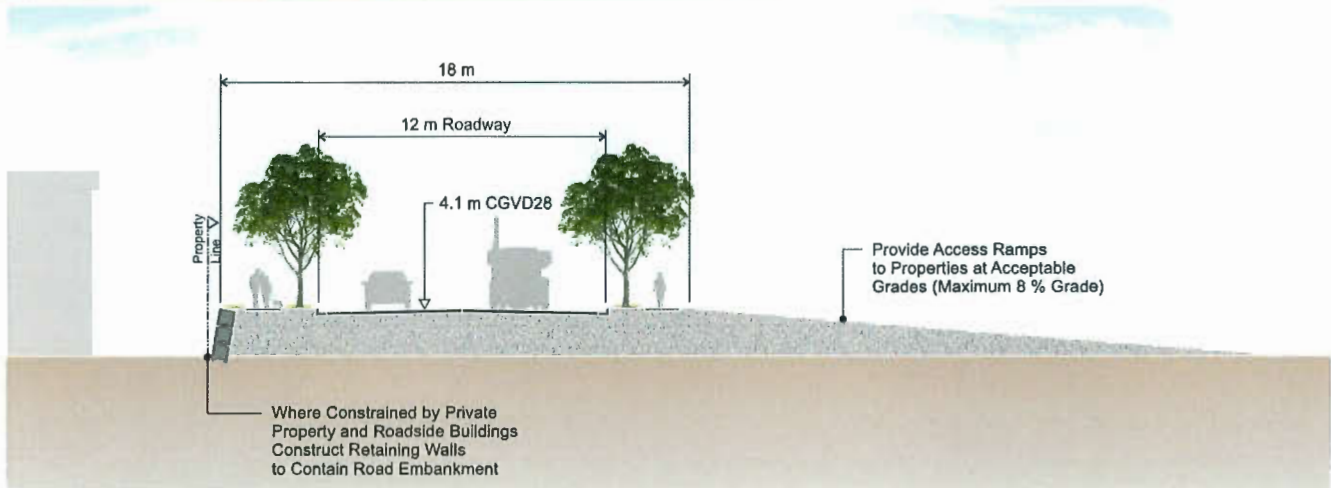 18 m
12 m Roadway
4.1 m CGVD28
Property
Line
Provide Access Ramps
to Properties at Acceptable
Grades (Maximum 8 % Grade)
Where Constrained by Private
Property and Roadside Buildings
Construct Retaining Walls
to Contain Road Embankment